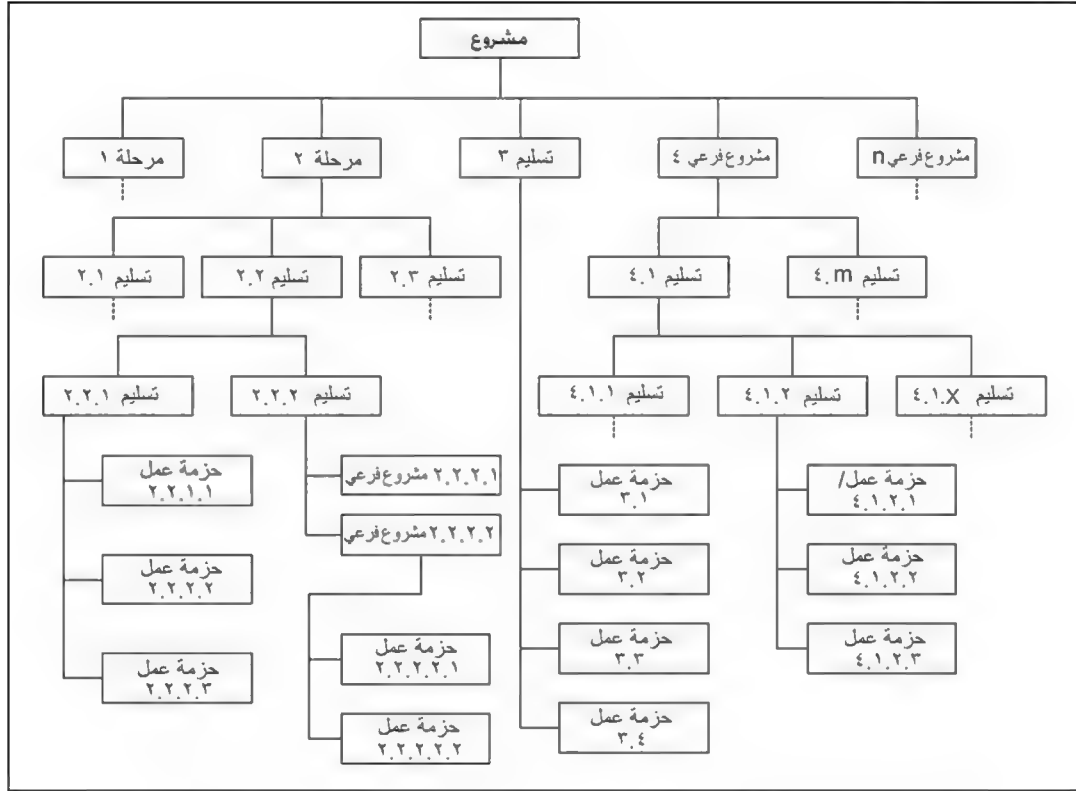 مشروع
مرحلة ١
مرحلة ٢
تسليم ٣
مشروع فرعي ٤
مشروع فرعي n
تسليم ٢.١
تسليم ٢.٢
تسليم ٢.٣
تسليم ٤.١
تسليم ٤.m
تسليم ٢.٢.١
تسليم ٢.٢.٢
تسليم ٤.١.١
تسليم ٤.١.٢
تسليم ٤.١.X
حزمة عمل
٢.٢.١.١
حزمة عمل
٢.٢.٢.٢
حزمة عمل
٢.٢.٢.٣
٢.٢.٢.١ مشروع فرعي
٢.٢.٢.٢ مشروع فرعي
حزمة عمل
٢.٢.٢.٢.١
حزمة عمل
٢.٢.٢.٢.٢
حزمة عمل
٣.١
حزمة عمل
٣.٢
حزمة عمل
٣.٣
حزمة عمل
٣.٤
حزمة عمل/
٤.١.٢.١
حزمة عمل
٤.١.٢.٢
حزمة عمل
٤.١.٢.٣